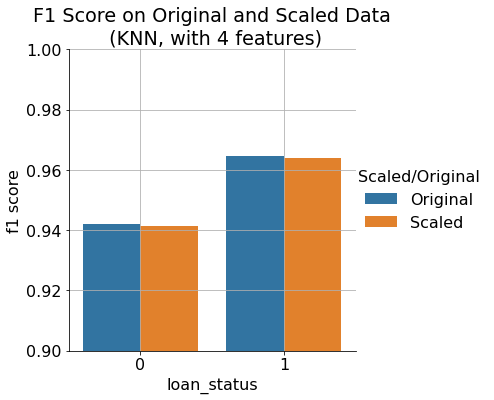 F1 Score on Original and Scaled Data
(KNN, with 4 features)
1.00
0.98
0.96
0.94
0.92
0.90
f1 score
0
1
loan_status
Scaled/Original
Original
Scaled